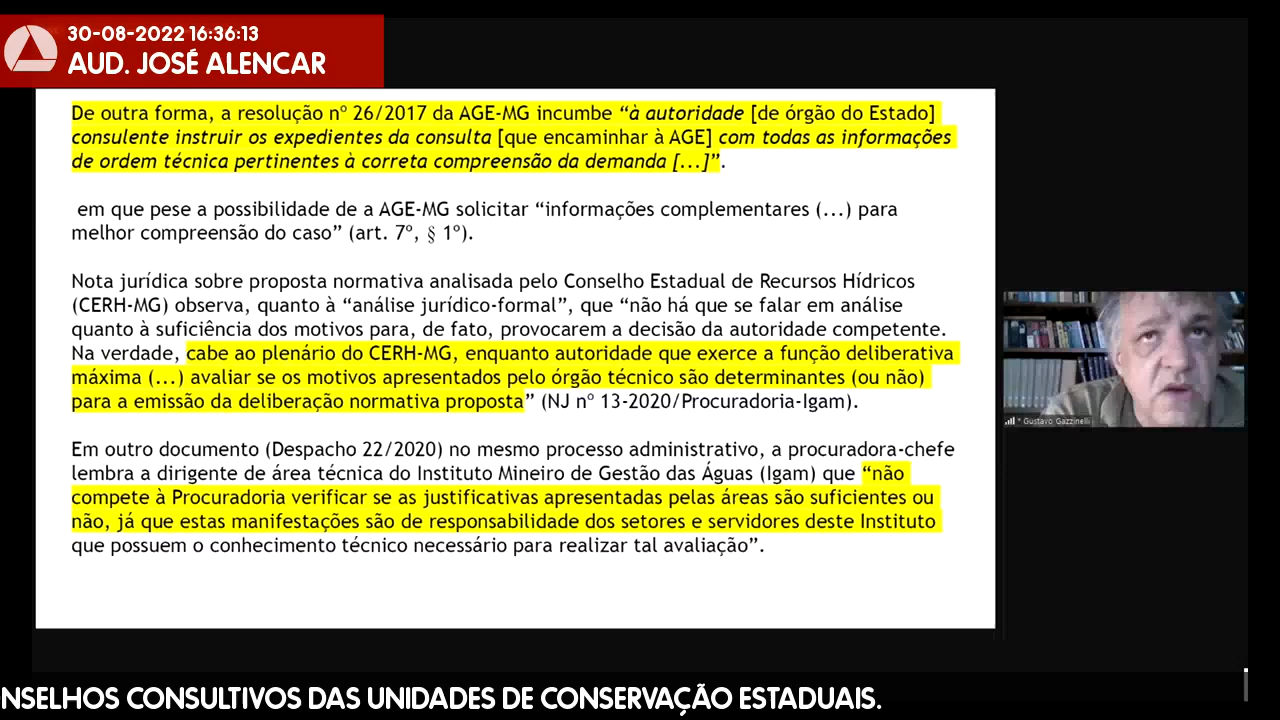 30-08-2022 16:36:13
AUD. JOSÉ ALENCAR
De outra forma, a resolução nº 26/2017 da AGE-MG incumbe “à autoridade [de órgão do Estado]
consulente instruir os expedientes da consulta [que encaminhar à AGE] com todas as informações
de ordem técnica pertinentes à correta compreensão da demanda [...]”.
em que pese a possibilidade de a AGE-MG solicitar “informações complementares (...) para
melhor compreensão do caso” (art. 7º, § 1º).
Nota jurídica sobre proposta normativa analisada pelo Conselho Estadual de Recursos Hídricos
(CERH-MG) observa, quanto à “análise jurídico-formal”, que “não há que se falar em análise
quanto à suficiência dos motivos para, de fato, provocarem a decisão da autoridade competente.
Na verdade, cabe ao plenário do CERH-MG, enquanto autoridade que exerce a função deliberativa
máxima (...) avaliar se os motivos apresentados pelo órgão técnico são determinantes (ou não)
para a emissão da deliberação normativa proposta” (NJ nº 13-2020/Procuradoria-Igam).
Em outro documento (Despacho 22/2020) no mesmo processo administrativo, a procuradora-chefe
lembra a dirigente de área técnica do Instituto Mineiro de Gestão das Águas (Igam) que “não
compete à Procuradoria verificar se as justificativas apresentadas pelas áreas são suficientes ou
não, já que estas manifestações são de responsabilidade dos setores e servidores deste Instituto
que possuem o conhecimento técnico necessário para realizar tal avaliação”.
* Gustavo Gazzinelli
NSELHOS CONSULTIVOS DAS UNIDADES DE CONSERVAÇÃO ESTADUAIS.